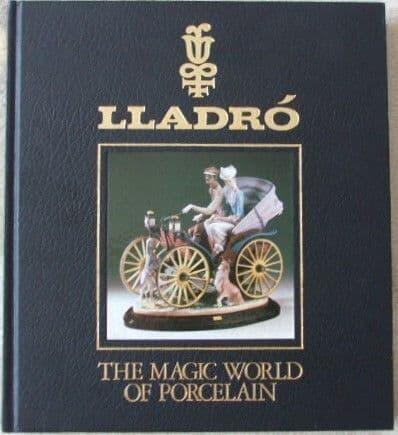 LLADRÓ
THE MAGIC WORLD
OF PORCELAIN